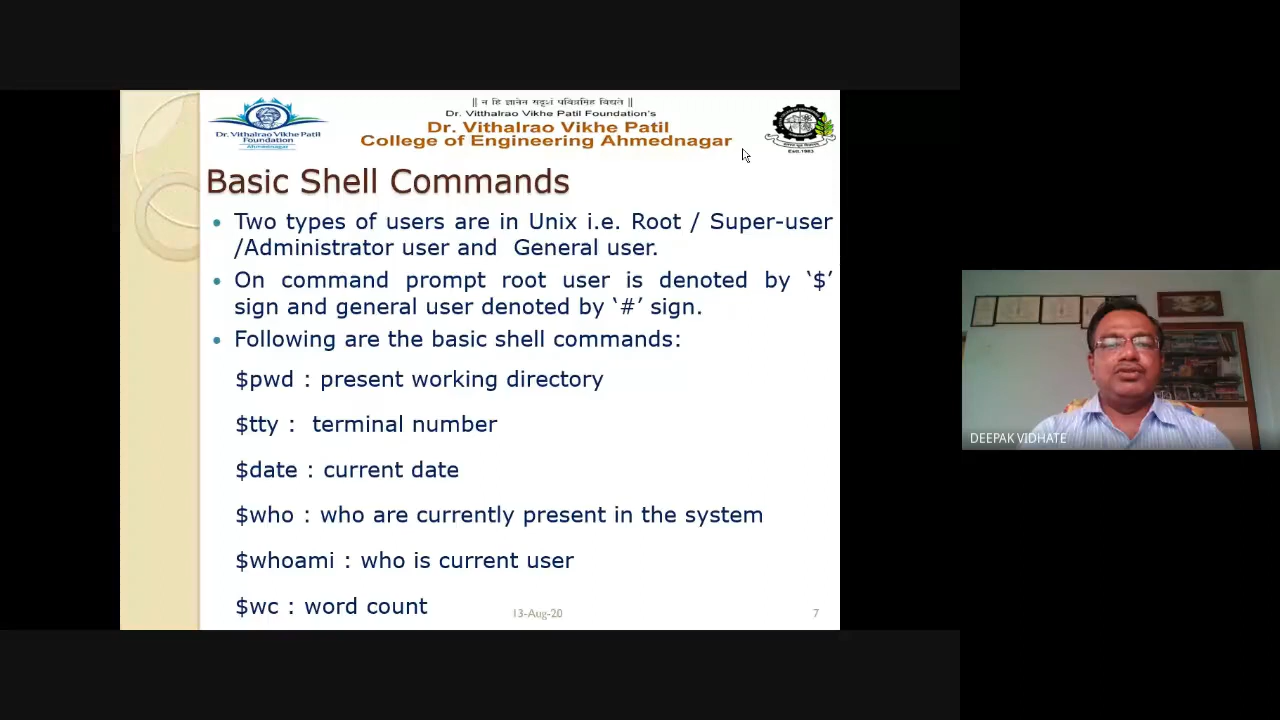 || न हि ज्ञानेन सदृशं पवित्रमिह विद्यते ||
Dr. Vitthalrao Vikhe Patil Foundation's
Dr. Vithalrao Vikhe Patil
College of Engineering Ahmednagar
Dr. Vithalrao Vikhe Patil
Foundation
Ahmednagar
Estd.1983
Basic Shell Commands
Two types of users are in Unix i.e. Root / Super-user
/Administrator user and General user.
On command prompt root user is denoted by ‘$’
sign and general user denoted by ‘#’ sign.
Following are the basic shell commands:
$pwd : present working directory
$tty : terminal number
$date : current date
$who : who are currently present in the system
$whoami : who is current user
$wc : word count
13-Aug-20
7
DEEPAK VIDHATE